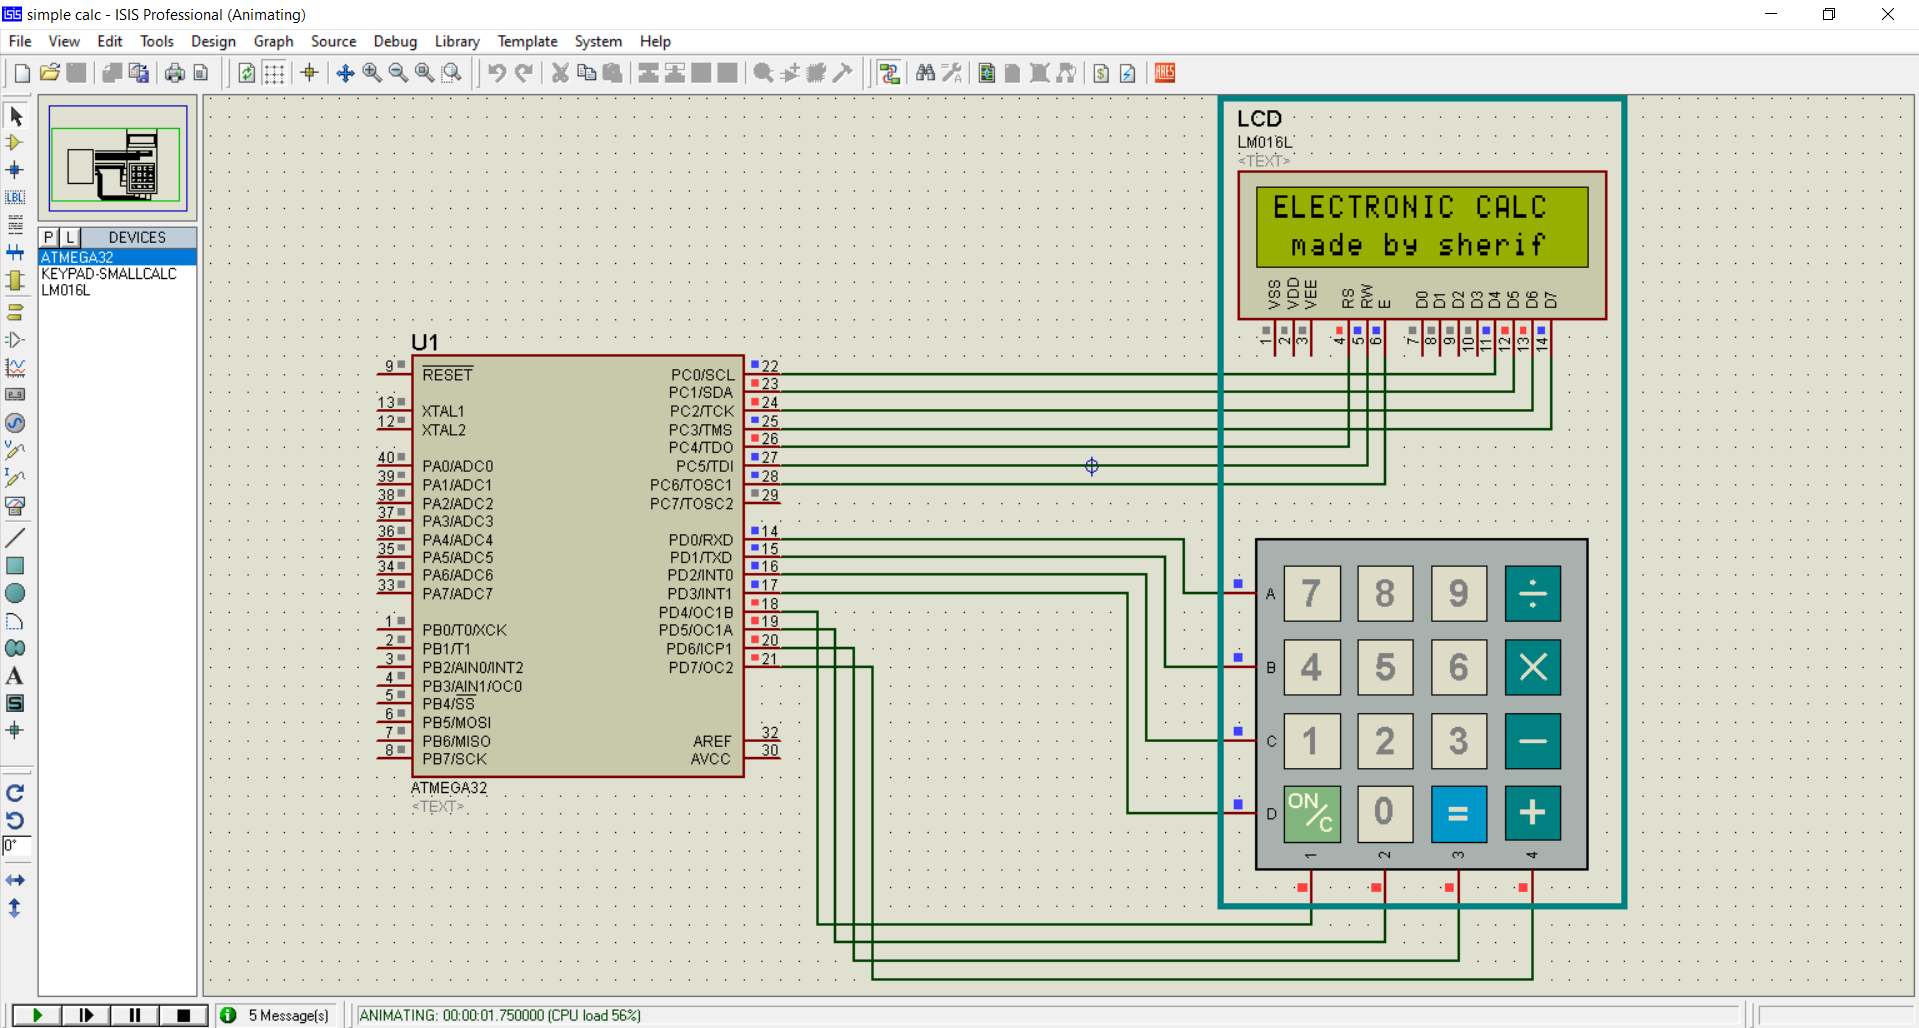 simple calc - ISIS Professional (Animating)
File View Edit Tools Design Graph Source Debug Library Template System Help
ARES
LBL
P L DEVICES
ATMEGA32
KEYPAD-SMALLCALC
LM016L
0°
LCD
LM016L
<TEXT>
ELECTRONIC CALC
made by sherif
VSS VDD VEE RS RW E D0 D1 D2 D3 D4 D5 D6 D7
1 2 3 4 5 6 7 8 9 10 11 12 13 14
U1
9 RESET
13 XTAL1
12 XTAL2
40 PA0/ADC0
39 PA1/ADC1
38 PA2/ADC2
37 PA3/ADC3
36 PA4/ADC4
35 PA5/ADC5
34 PA6/ADC6
33 PA7/ADC7
1 PB0/T0/XCK
2 PB1/T1
3 PB2/AIN0/INT2
4 PB3/AIN1/OC0
5 PB4/SS
6 PB5/MOSI
7 PB6/MISO
8 PB7/SCK
PC0/SCL 22
PC1/SDA 23
PC2/TCK 24
PC3/TMS 25
PC4/TDO 26
PC5/TDI 27
PC6/TOSC1 28
PC7/TOSC2 29
PD0/RXD 14
PD1/TXD 15
PD2/INT0 16
PD3/INT1 17
PD4/OC1B 18
PD5/OC1A 19
PD6/ICP1 20
PD7/OC2 21
AREF 32
AVCC 30
ATMEGA32
<TEXT>
A 7 8 9 ÷
B 4 5 6 ×
C 1 2 3 −
D ON/C 0 = +
1 2 3 4
5 Message(s)
ANIMATING: 00:00:01.750000 (CPU load 56%)